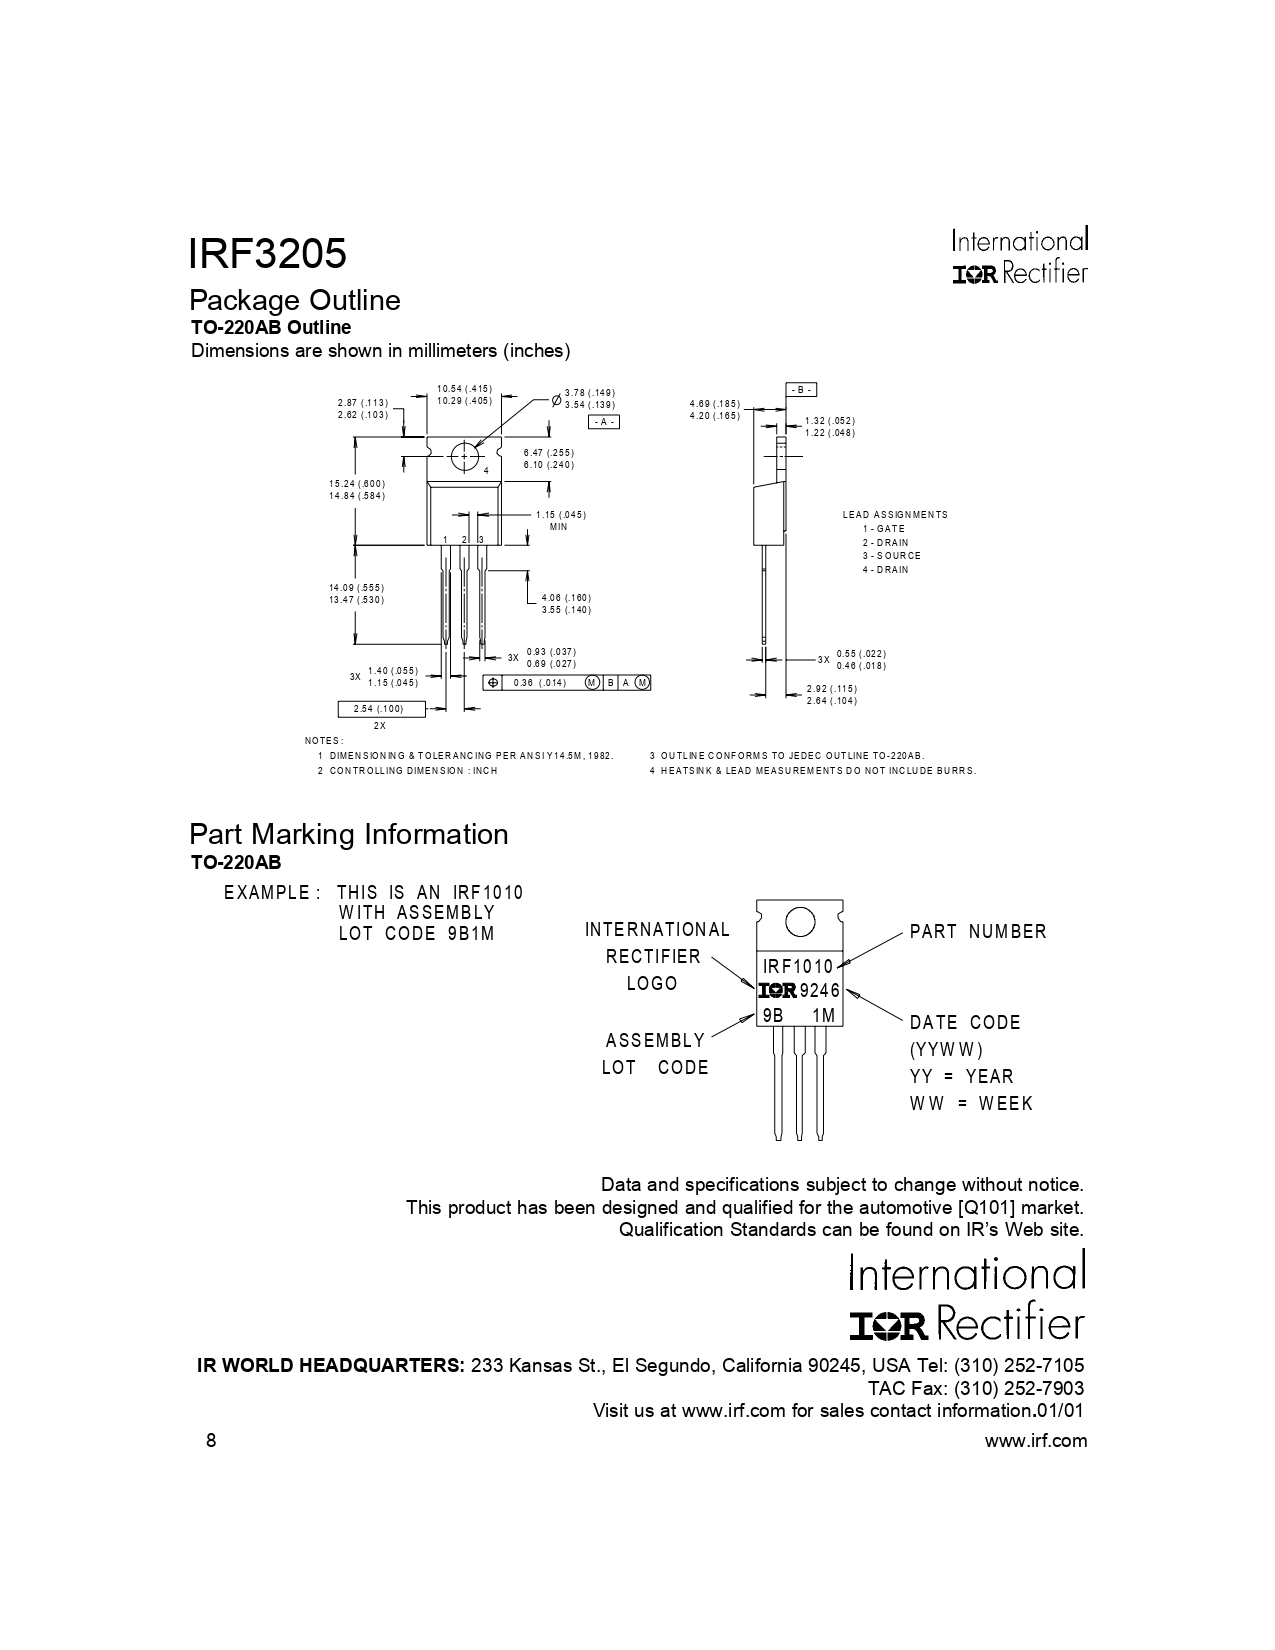 IRF3205
International
IOR Rectifier
Package Outline
TO-220AB Outline
Dimensions are shown in millimeters (inches)
10.54 (.415)
10.29 (.405)
2.87 (.113)
2.62 (.103)
3.78 (.149)
3.54 (.139)
- A -
6.47 (.255)
6.10 (.240)
4
15.24 (.600)
14.84 (.584)
1.15 (.045)
MIN
1 2 3
14.09 (.555)
13.47 (.530)
4.06 (.160)
3.55 (.140)
3X 0.93 (.037)
0.69 (.027)
3X 1.40 (.055)
1.15 (.045)
0.36 (.014) M B A M
2.54 (.100)
2X
- B -
4.69 (.185)
4.20 (.165)
1.32 (.052)
1.22 (.048)
LEAD ASSIGNMENTS
1 - GATE
2 - DRAIN
3 - SOURCE
4 - DRAIN
3X 0.55 (.022)
0.46 (.018)
2.92 (.115)
2.64 (.104)
NOTES :
1 DIMENSIONING & TOLERANCING PER ANSI Y14.5M, 1982.
2 CONTROLLING DIMENSION : INCH
3 OUTLINE CONFORMS TO JEDEC OUTLINE TO-220AB.
4 HEATSINK & LEAD MEASUREMENTS DO NOT INCLUDE BURRS.
Part Marking Information
TO-220AB
EXAMPLE : THIS IS AN IRF1010
WITH ASSEMBLY
LOT CODE 9B1M
INTERNATIONAL
RECTIFIER
LOGO
ASSEMBLY
LOT CODE
IRF1010
IOR 9246
9B 1M
PART NUMBER
DATE CODE
(YYWW)
YY = YEAR
WW = WEEK
Data and specifications subject to change without notice.
This product has been designed and qualified for the automotive [Q101] market.
Qualification Standards can be found on IR’s Web site.
International
IOR Rectifier
IR WORLD HEADQUARTERS: 233 Kansas St., El Segundo, California 90245, USA Tel: (310) 252-7105
TAC Fax: (310) 252-7903
Visit us at www.irf.com for sales contact information.01/01
8
www.irf.com